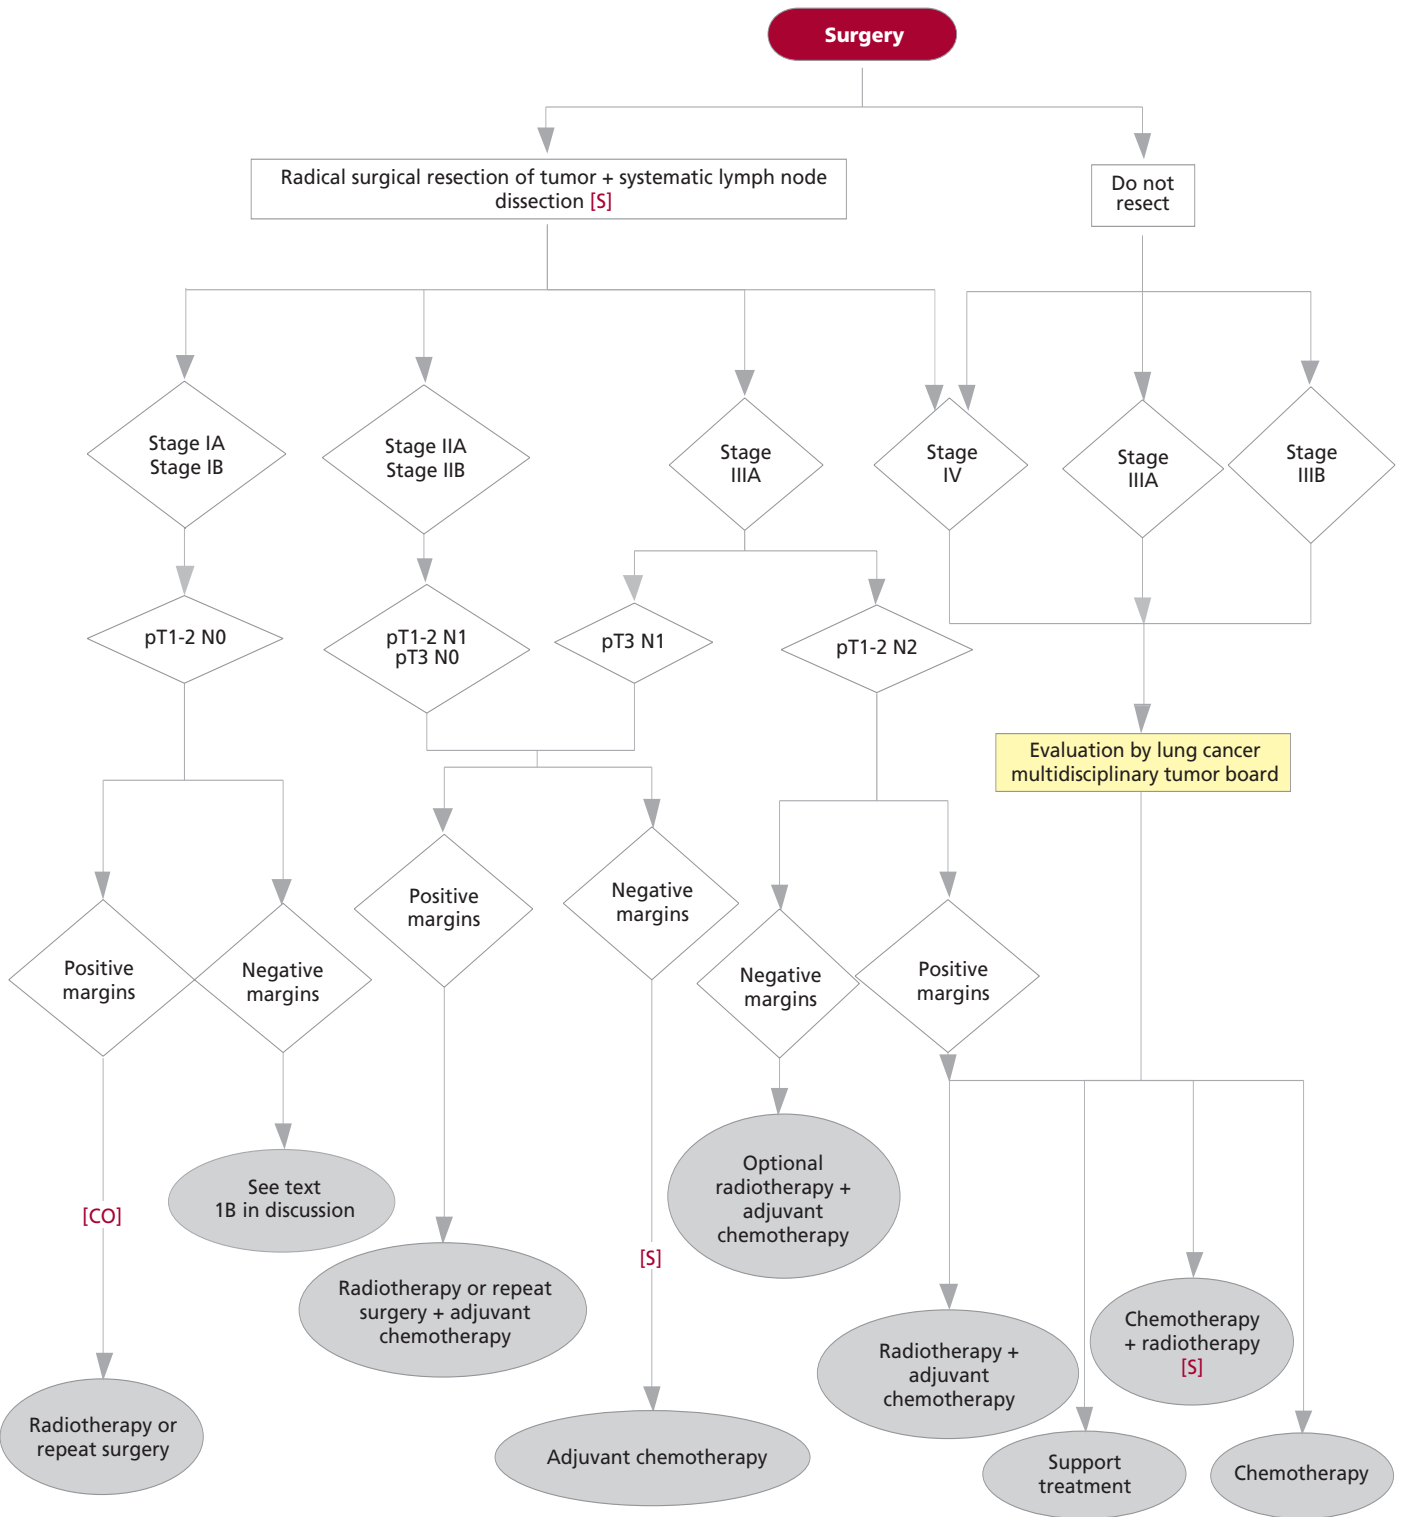 Surgery
Radical surgical resection of tumor + systematic lymph node
dissection [S]
Do not
resect
Stage IA
Stage IB
Stage IIA
Stage IIB
Stage
IIIA
Stage
IV
Stage
IIIA
Stage
IIIB
pT1-2 N0
pT1-2 N1
pT3 N0
pT3 N1
pT1-2 N2
Evaluation by lung cancer
multidisciplinary tumor board
Positive
margins
Negative
margins
Positive
margins
Negative
margins
Negative
margins
Positive
margins
[CO]
See text
1B in discussion
Radiotherapy or repeat
surgery + adjuvant
chemotherapy
[S]
Optional
radiotherapy +
adjuvant
chemotherapy
Radiotherapy +
adjuvant
chemotherapy
Chemotherapy
+ radiotherapy
[S]
Radiotherapy or
repeat surgery
Adjuvant chemotherapy
Support
treatment
Chemotherapy